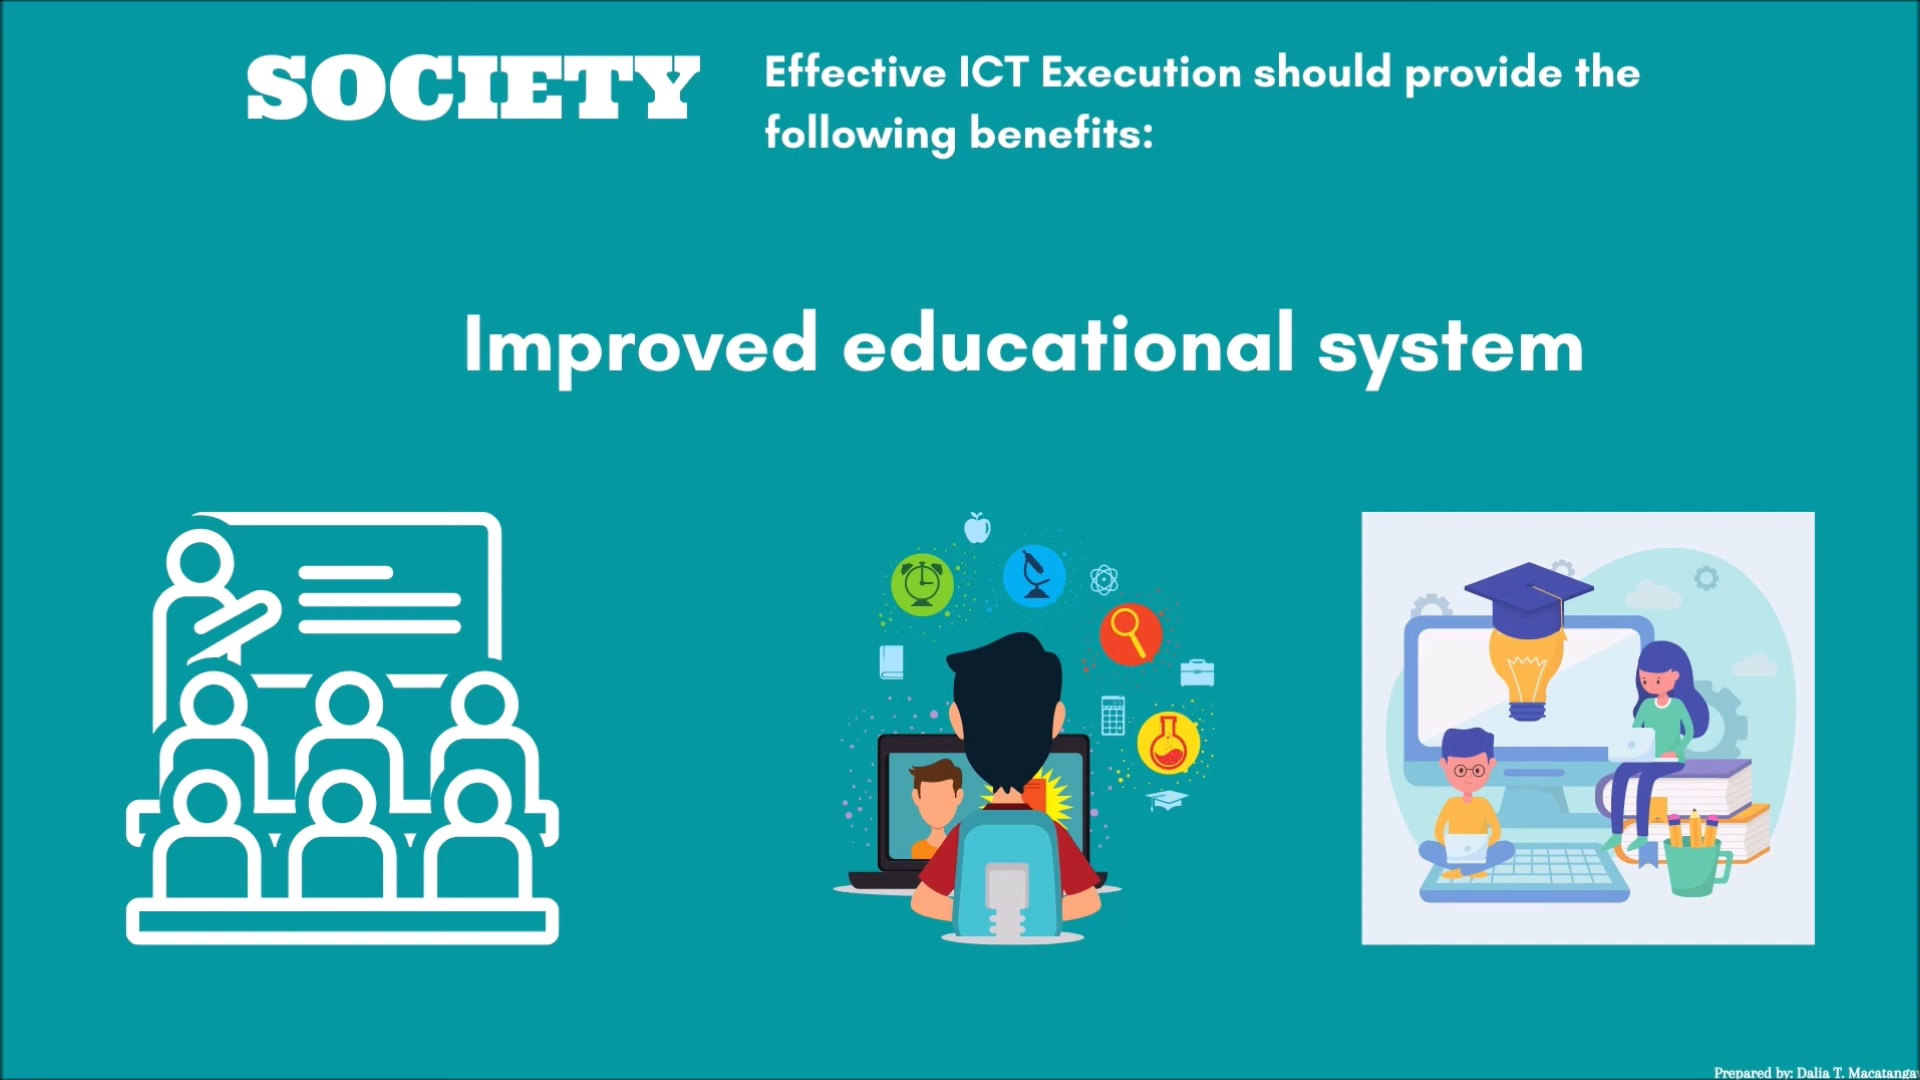 SOCIETY
Effective ICT Execution should provide the
following benefits:
Improved educational system
Prepared by: Dalia T. Macatanga